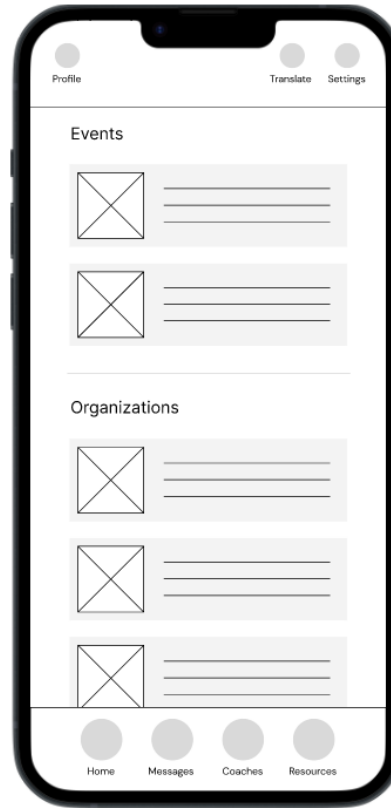 Profile
Translate
Settings
Events
Organizations
Home
Messages
Coaches
Resources